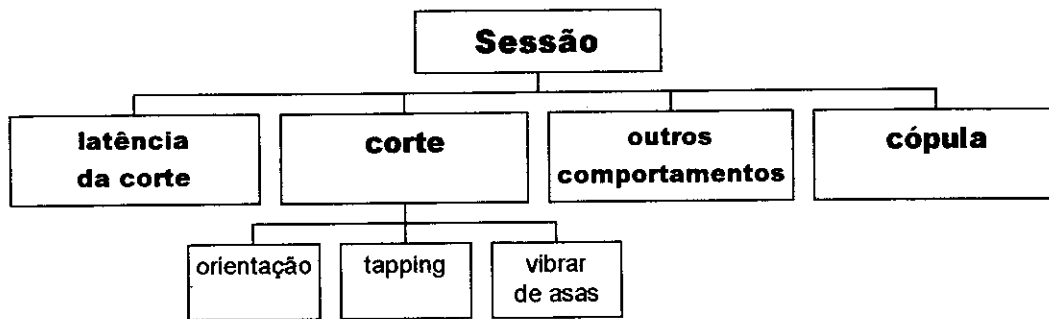 Sessão
latência
da corte
corte
outros
comportamentos
cópula
orientação
tapping
vibrar
de asas